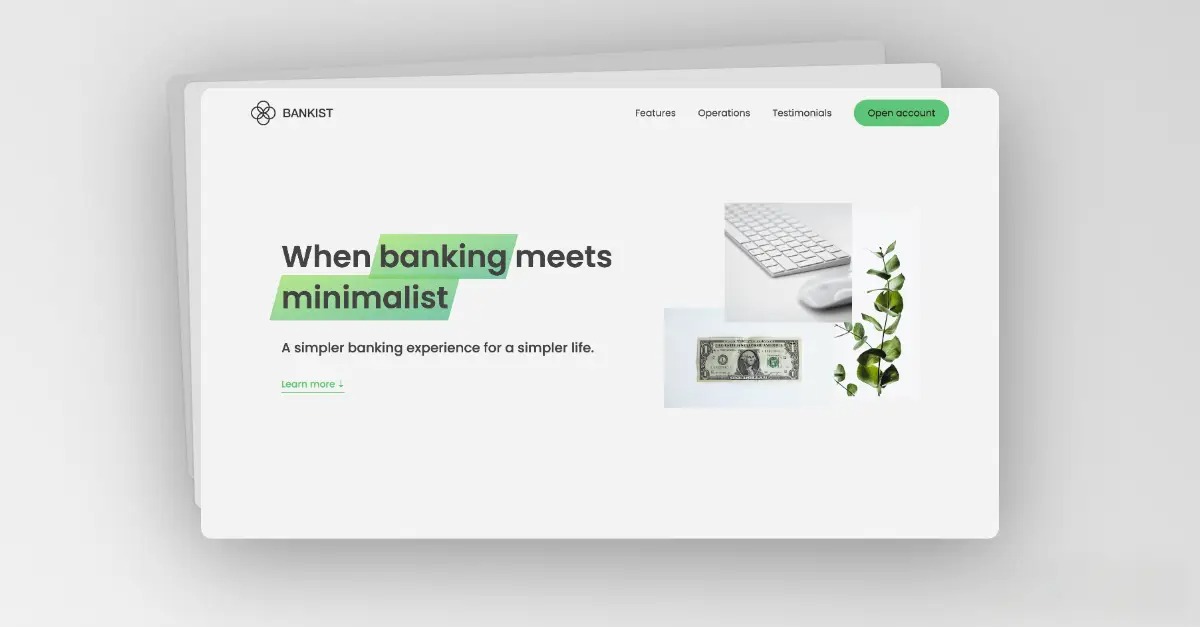 BANKIST
Features
Operations
Testimonials
Open account
When banking meets
minimalist
A simpler banking experience for a simpler life.
Learn more ↓